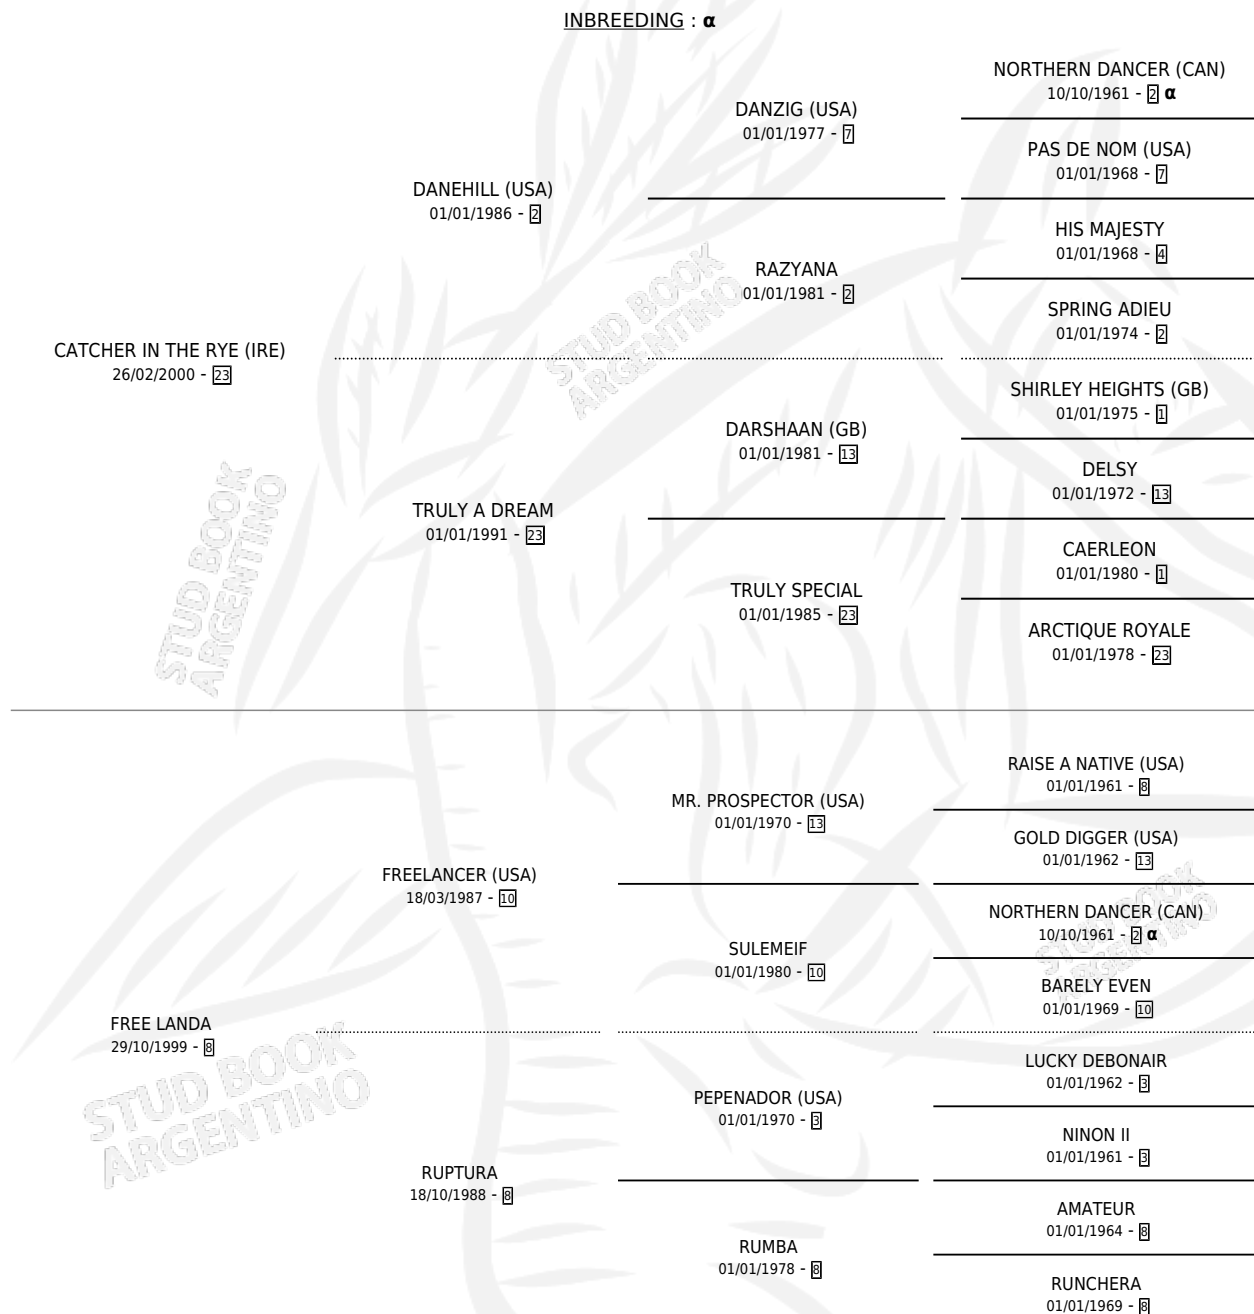 INBREEDING : α
NORTHERN DANCER (CAN)
10/10/1961 - 2 α
DANZIG (USA)
01/01/1977 - 7
PAS DE NOM (USA)
01/01/1968 - 7
DANEHILL (USA)
01/01/1986 - 2
HIS MAJESTY
01/01/1968 - 4
RAZYANA
01/01/1981 - 2
SPRING ADIEU
01/01/1974 - 2
CATCHER IN THE RYE (IRE)
26/02/2000 - 23
SHIRLEY HEIGHTS (GB)
01/01/1975 - 1
DARSHAAN (GB)
01/01/1981 - 13
DELSY
01/01/1972 - 13
TRULY A DREAM
01/01/1991 - 23
CAERLEON
01/01/1980 - 1
TRULY SPECIAL
01/01/1985 - 23
ARCTIQUE ROYALE
01/01/1978 - 23
RAISE A NATIVE (USA)
01/01/1961 - 8
MR. PROSPECTOR (USA)
01/01/1970 - 13
GOLD DIGGER (USA)
01/01/1962 - 13
FREELANCER (USA)
18/03/1987 - 10
NORTHERN DANCER (CAN)
10/10/1961 - 2 α
SULEMEIF
01/01/1980 - 10
BARELY EVEN
01/01/1969 - 10
FREE LANDA
29/10/1999 - 8
LUCKY DEBONAIR
01/01/1962 - 3
PEPENADOR (USA)
01/01/1970 - 3
NINON II
01/01/1961 - 3
RUPTURA
18/10/1988 - 8
AMATEUR
01/01/1964 - 8
RUMBA
01/01/1978 - 8
RUNCHERA
01/01/1969 - 8
STUD BOOK
ARGENTINO
STUD BOOK
ARGENTINO
STUD BOOK
ARGENTINO
STUD BOOK
ARGENTINO